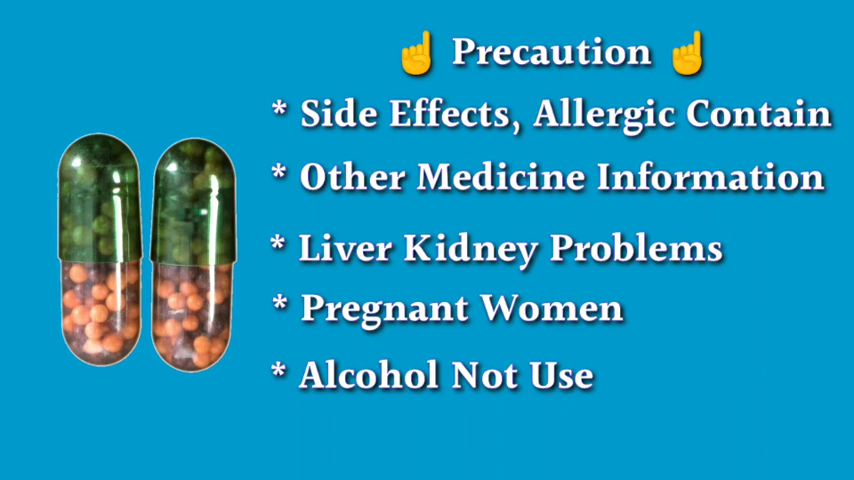 ☝ Precaution ☝
* Side Effects, Allergic Contain
* Other Medicine Information
* Liver Kidney Problems
* Pregnant Women
* Alcohol Not Use